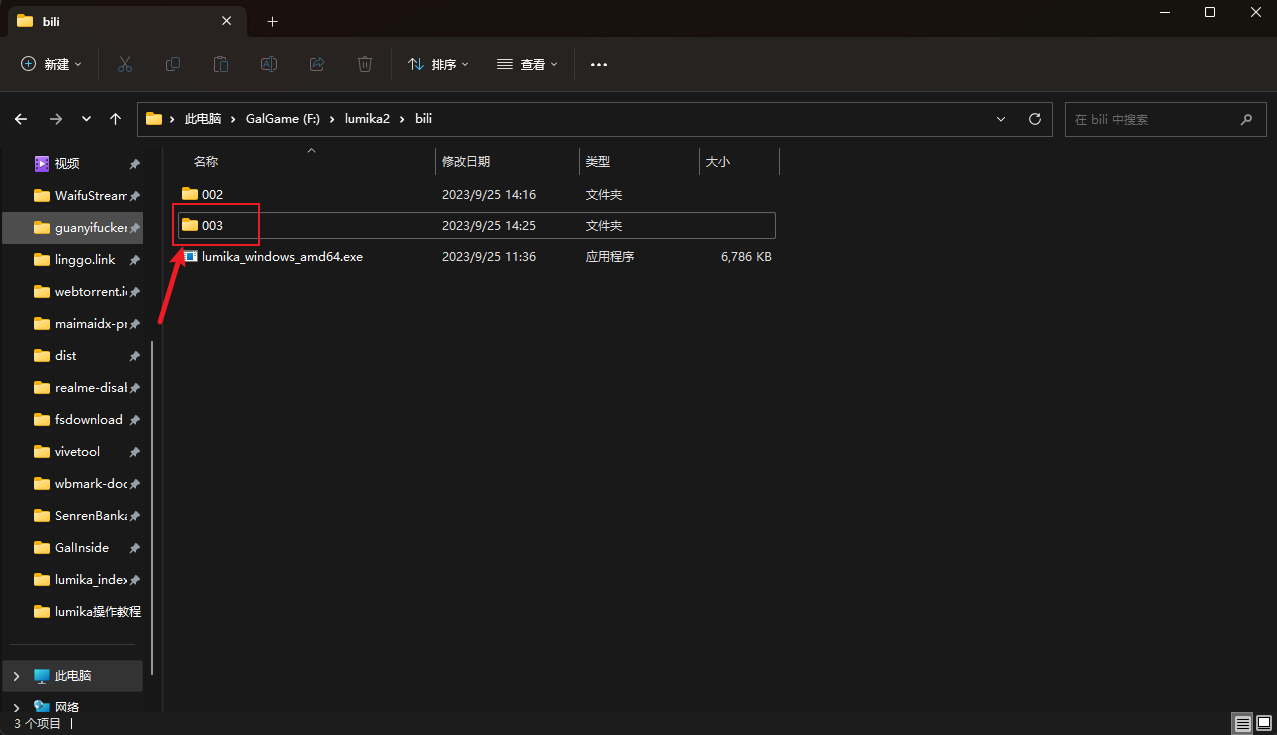 bili
新建
排序
查看
此电脑 GalGame (F:) lumika2 bili
在 bili 中搜索
名称 修改日期 类型 大小
002 2023/9/25 14:16 文件夹
003 2023/9/25 14:25 文件夹
lumika_windows_amd64.exe 2023/9/25 11:36 应用程序 6,786 KB
视频
WaifuStream
guanyifucker
linggo.link
webtorrent.i
maimaidx-pr
dist
realme-disal
fsdownload
vivetool
wbmark-doc
SenrenBanka
GalInside
lumika_index
lumika操作教程
此电脑
网络
3 个项目